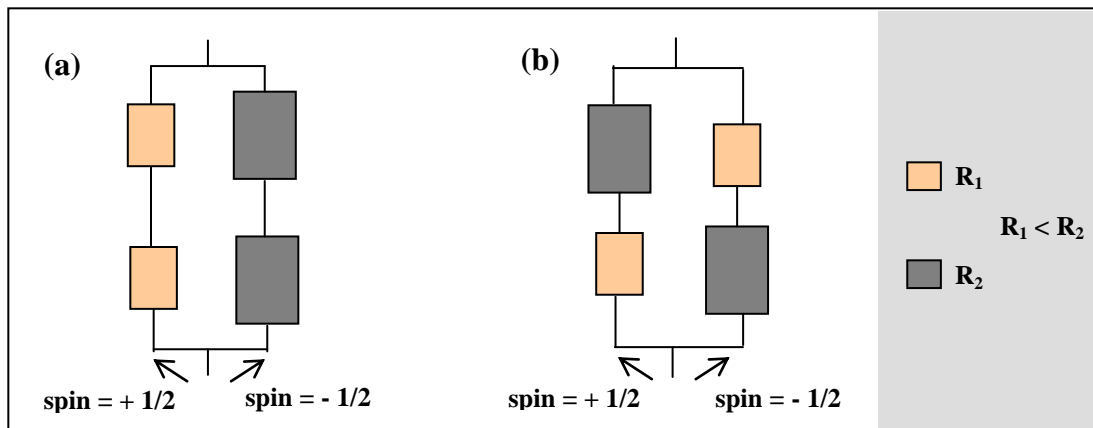 (a)
(b)
R₁
R₁ < R₂
R₂
spin = + 1/2
spin = - 1/2
spin = + 1/2
spin = - 1/2